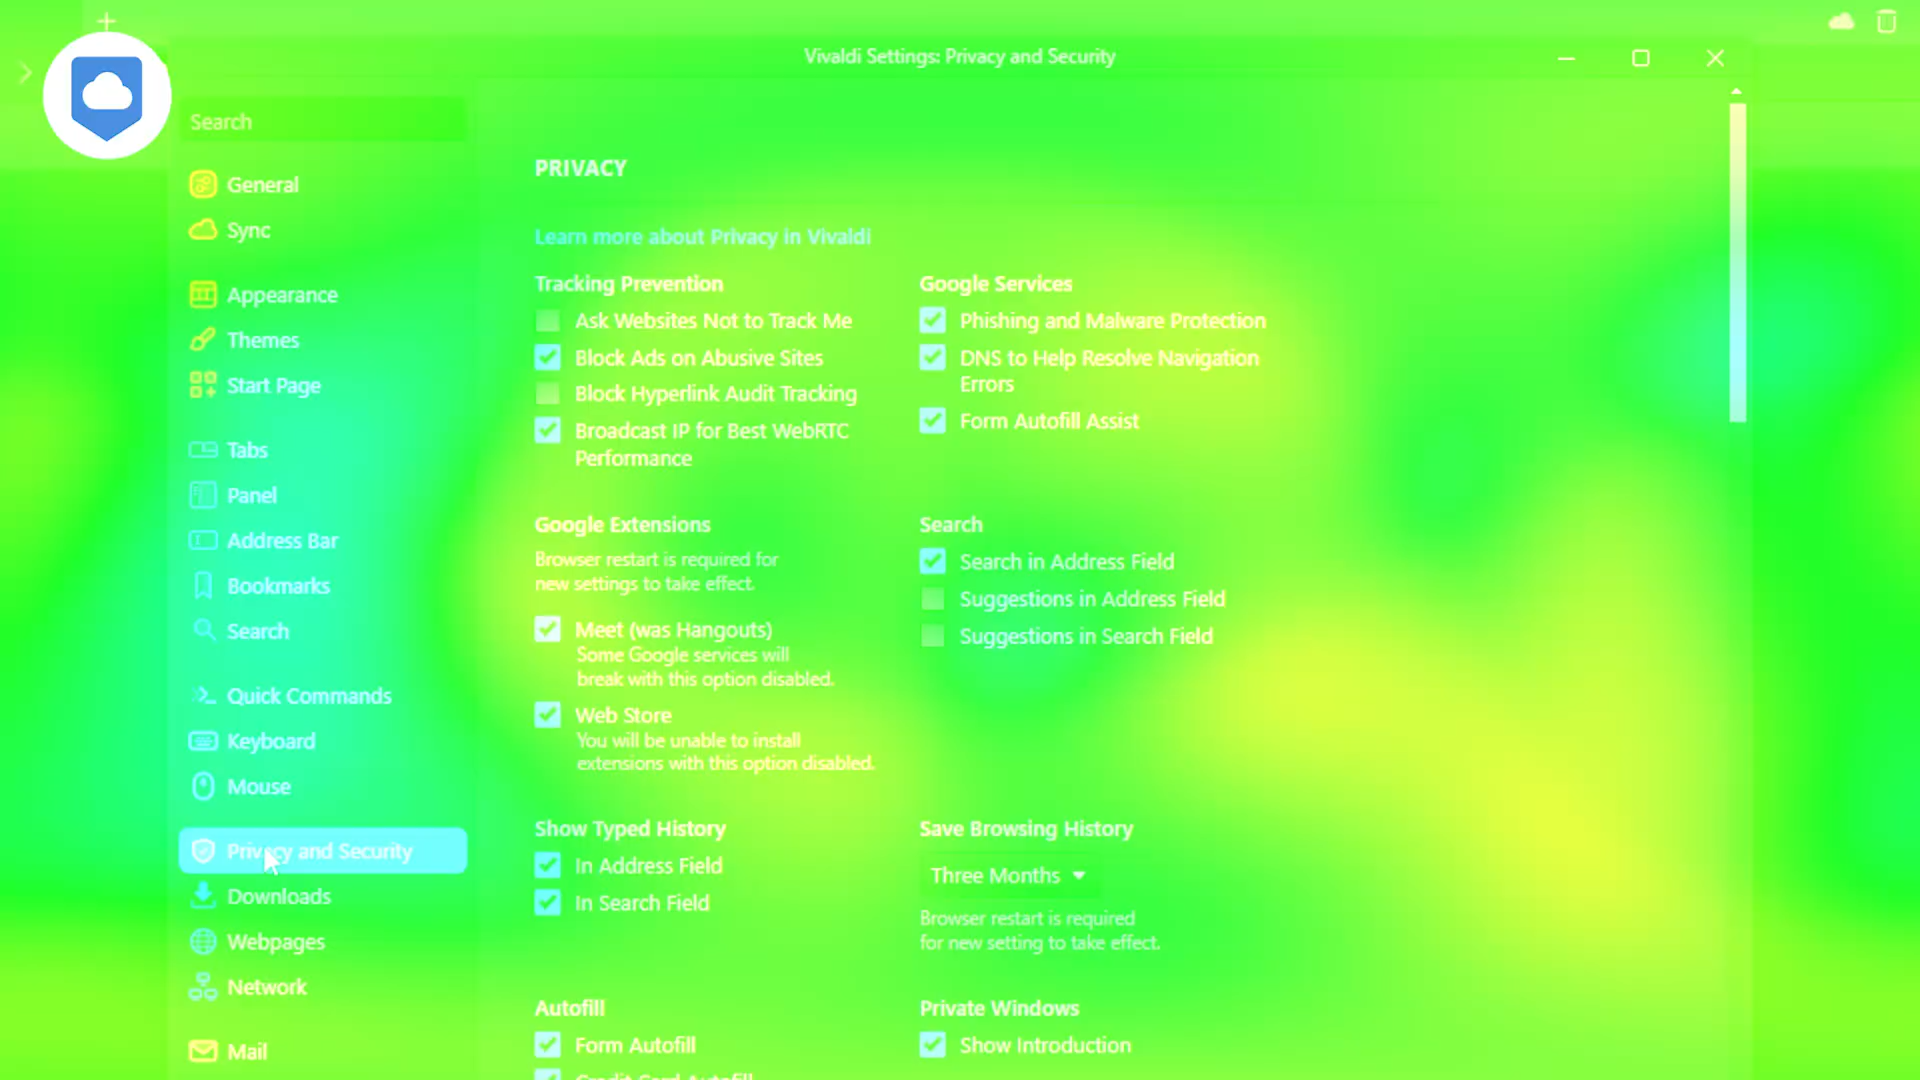 Vivaldi Settings: Privacy and Security
Search
General
Sync
Appearance
Themes
Start Page
Tabs
Panel
Address Bar
Bookmarks
Search
Quick Commands
Keyboard
Mouse
Privacy and Security
Downloads
Webpages
Network
Mail
PRIVACY
Learn more about Privacy in Vivaldi
Tracking Prevention
Ask Websites Not to Track Me
Block Ads on Abusive Sites
Block Hyperlink Audit Tracking
Broadcast IP for Best WebRTC
Performance
Google Services
Phishing and Malware Protection
DNS to Help Resolve Navigation
Errors
Form Autofill Assist
Google Extensions
Browser restart is required for
new settings to take effect.
Meet (was Hangouts)
Some Google services will
break with this option disabled.
Web Store
You will be unable to install
extensions with this option disabled.
Search
Search in Address Field
Suggestions in Address Field
Suggestions in Search Field
Show Typed History
In Address Field
In Search Field
Save Browsing History
Three Months
Browser restart is required
for new setting to take effect.
Autofill
Form Autofill
Credit Card Autofill
Private Windows
Show Introduction